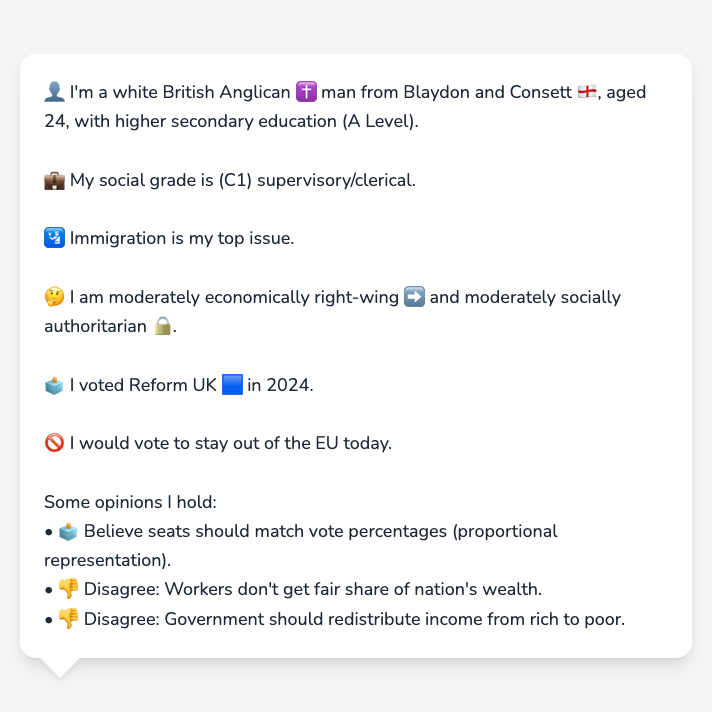 👤 I'm a white British Anglican ✝️ man from Blaydon and Consett 🏴󠁧󠁢󠁥󠁮󠁧󠁿, aged
24, with higher secondary education (A Level).
💼 My social grade is (C1) supervisory/clerical.
🛂 Immigration is my top issue.
🤔 I am moderately economically right-wing ➡️ and moderately socially
authoritarian 🔒.
🗳️ I voted Reform UK 🟦 in 2024.
🚫 I would vote to stay out of the EU today.
Some opinions I hold:
• 🗳️ Believe seats should match vote percentages (proportional
representation).
• 👎 Disagree: Workers don't get fair share of nation's wealth.
• 👎 Disagree: Government should redistribute income from rich to poor.